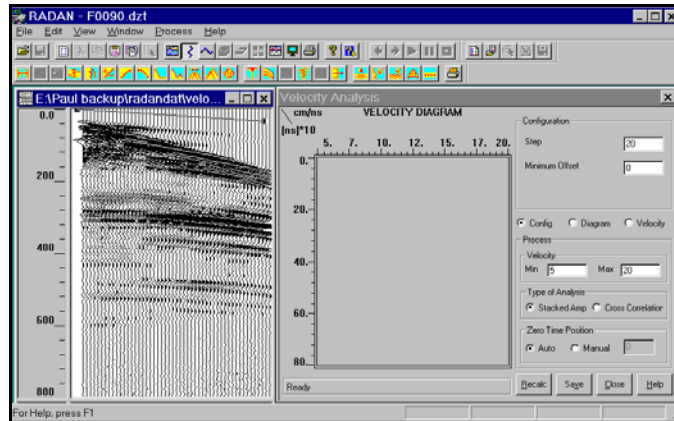 RADAN - F0090.dzt
File Edit View Window Process Help
E:\Paul backup\radandat\velo...
0.0
200
400
600
800
Velocity Analysis
cm/ns VELOCITY DIAGRAM
[ns]*10
5. 7. 10. 12. 15. 17. 20.
0.
20.
40.
60.
80.
Ready
Configuration
Step 20
Minimum Offset 0
Config Diagram Velocity
Process
Velocity
Min 5 Max 20
Type of Analysis
Stacked Amp Cross Correlation
Zero Time Position
Auto Manual 0
Recalc Save Close Help
For Help, press F1